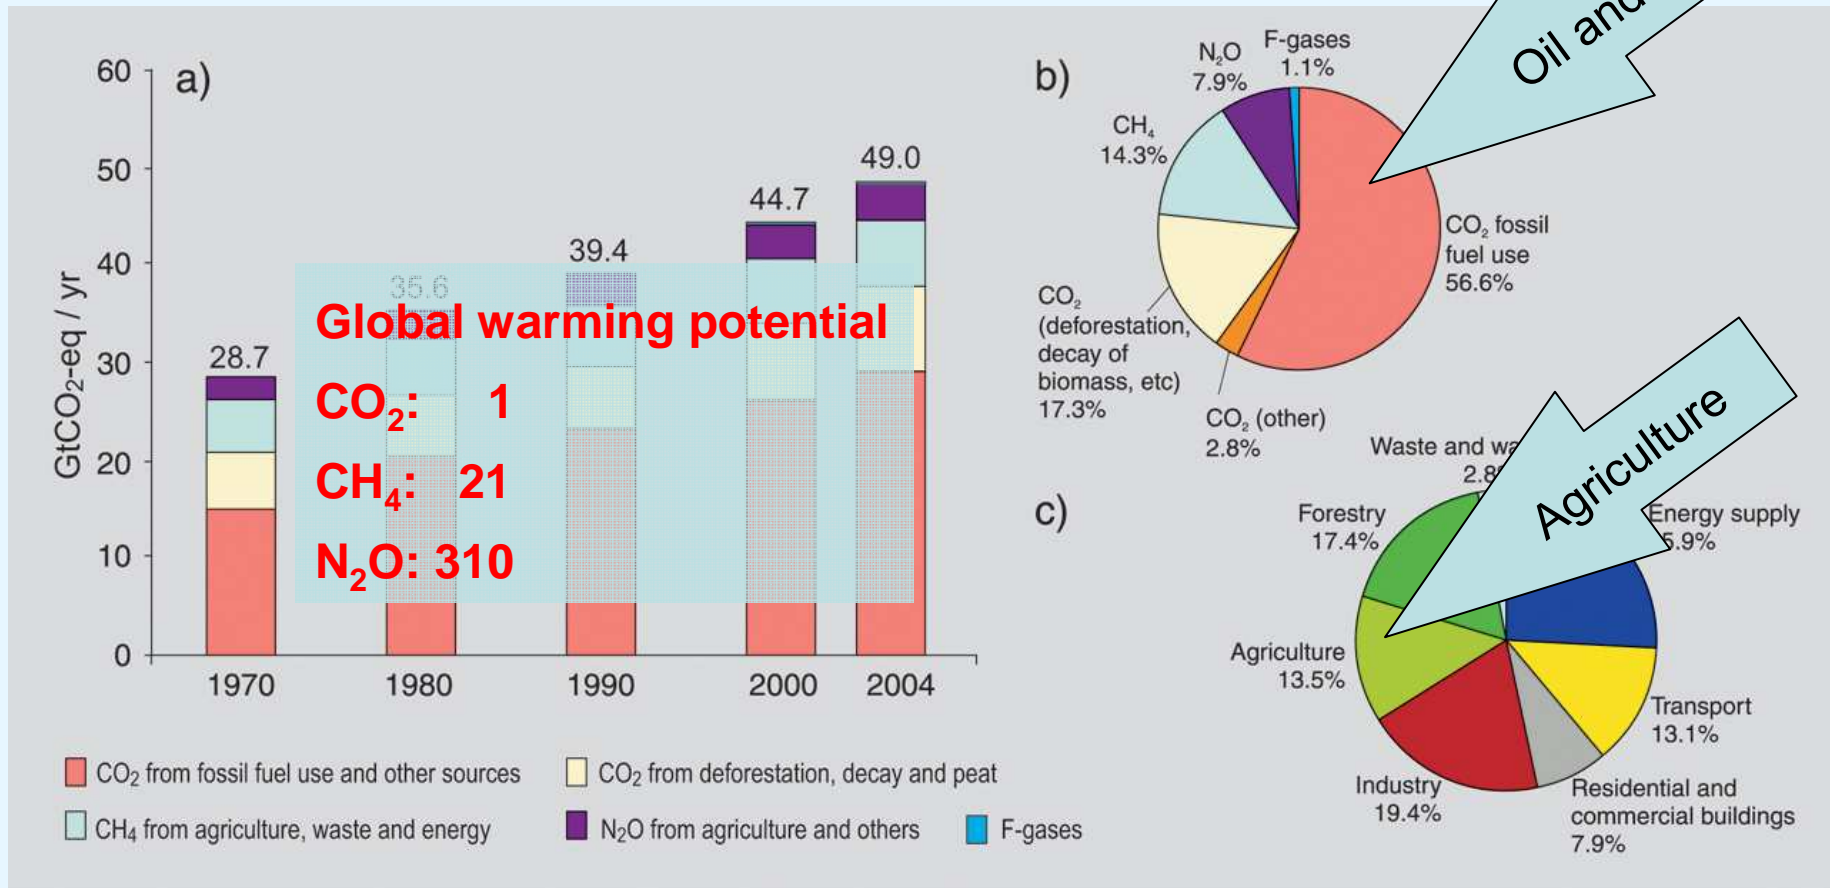 a)
60
50
40
30
20
10
0
GtCO₂-eq / yr
28.7
35.6
39.4
44.7
49.0
1970
1980
1990
2000
2004
Global warming potential
CO₂: 1
CH₄: 21
N₂O: 310
CO₂ from fossil fuel use and other sources
CO₂ from deforestation, decay and peat
CH₄ from agriculture, waste and energy
N₂O from agriculture and others
F-gases
b)
F-gases
1.1%
N₂O
7.9%
CH₄
14.3%
CO₂
(deforestation,
decay of
biomass, etc)
17.3%
CO₂ (other)
2.8%
CO₂ fossil
fuel use
56.6%
Oil and
c)
Waste and
2.8
Forestry
17.4%
Agriculture
13.5%
Industry
19.4%
Residential and
commercial buildings
7.9%
Transport
13.1%
Energy supply
5.9%
Agriculture